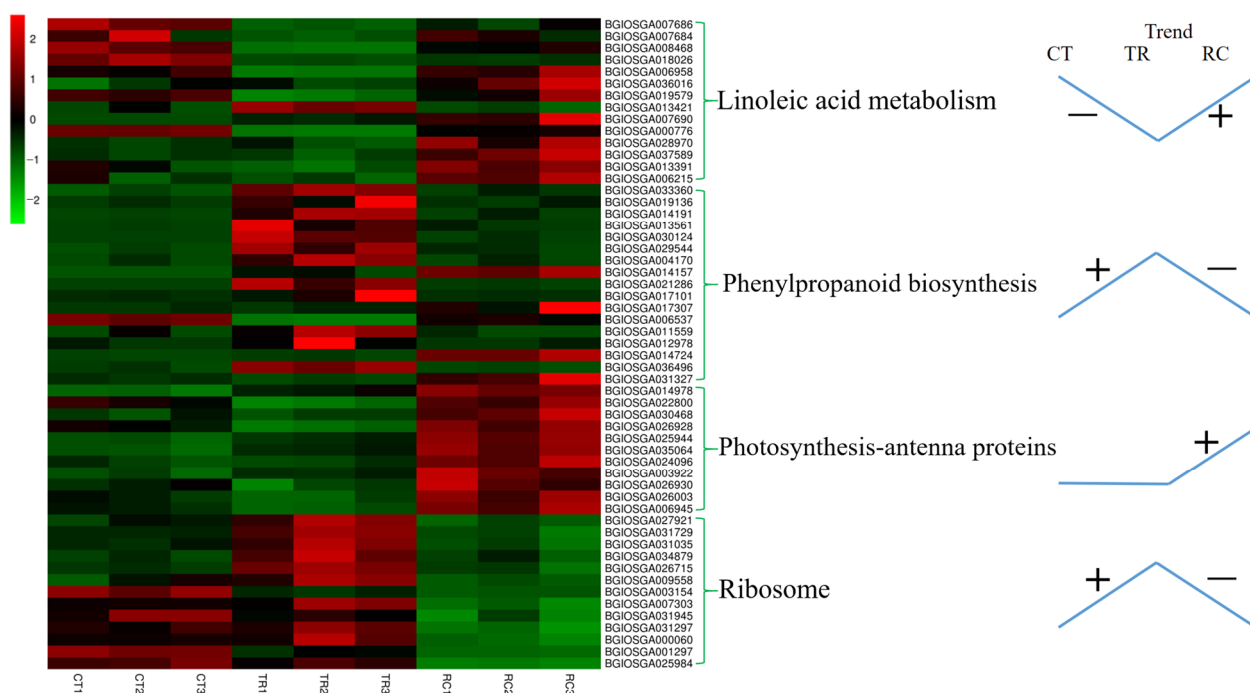 2
1
0
−1
−2
BGIOSGA007686
BGIOSGA007684
BGIOSGA008468
BGIOSGA018026
BGIOSGA006958
BGIOSGA036016
BGIOSGA019579
BGIOSGA013421
BGIOSGA007690
BGIOSGA000776
BGIOSGA028970
BGIOSGA037589
BGIOSGA013391
BGIOSGA006215
BGIOSGA033360
BGIOSGA019136
BGIOSGA014191
BGIOSGA013561
BGIOSGA030124
BGIOSGA029544
BGIOSGA004170
BGIOSGA014157
BGIOSGA021286
BGIOSGA017101
BGIOSGA017307
BGIOSGA006537
BGIOSGA011559
BGIOSGA012978
BGIOSGA014724
BGIOSGA036496
BGIOSGA031327
BGIOSGA014978
BGIOSGA022800
BGIOSGA030468
BGIOSGA026928
BGIOSGA025944
BGIOSGA035064
BGIOSGA024096
BGIOSGA003922
BGIOSGA026930
BGIOSGA026003
BGIOSGA006945
BGIOSGA027921
BGIOSGA031729
BGIOSGA031035
BGIOSGA034879
BGIOSGA026715
BGIOSGA009558
BGIOSGA003154
BGIOSGA007303
BGIOSGA031945
BGIOSGA031297
BGIOSGA000060
BGIOSGA001297
BGIOSGA025984
CT1 CT2 CT3 TR1 TR2 TR3 RC1 RC2 RC3
Linoleic acid metabolism
Phenylpropanoid biosynthesis
Photosynthesis-antenna proteins
Ribosome
Trend
CT TR RC
− +
+ −
+
+ −